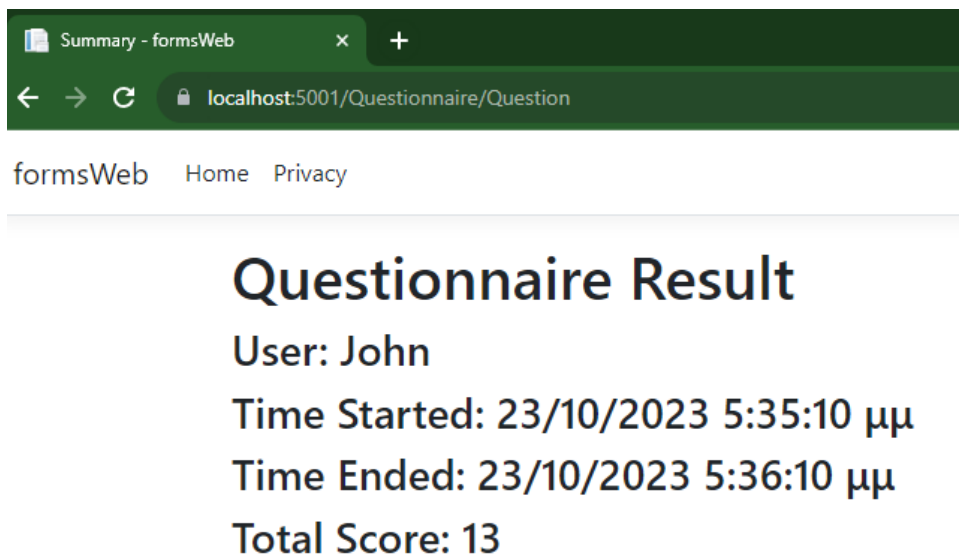 Summary - formsWeb
localhost:5001/Questionnaire/Question
formsWeb Home Privacy
Questionnaire Result
User: John
Time Started: 23/10/2023 5:35:10 μμ
Time Ended: 23/10/2023 5:36:10 μμ
Total Score: 13